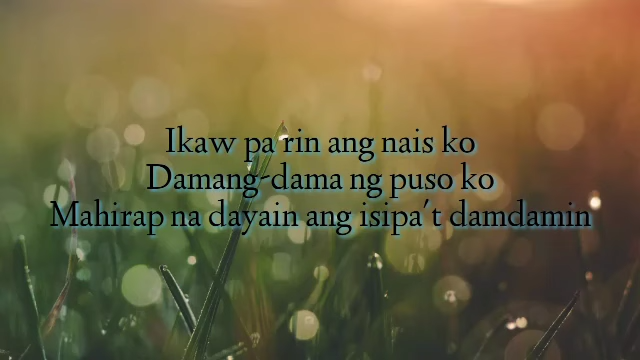 Ikaw pa rin ang nais ko
Damang-dama ng puso ko
Mahirap na dayain ang isipa't damdamin